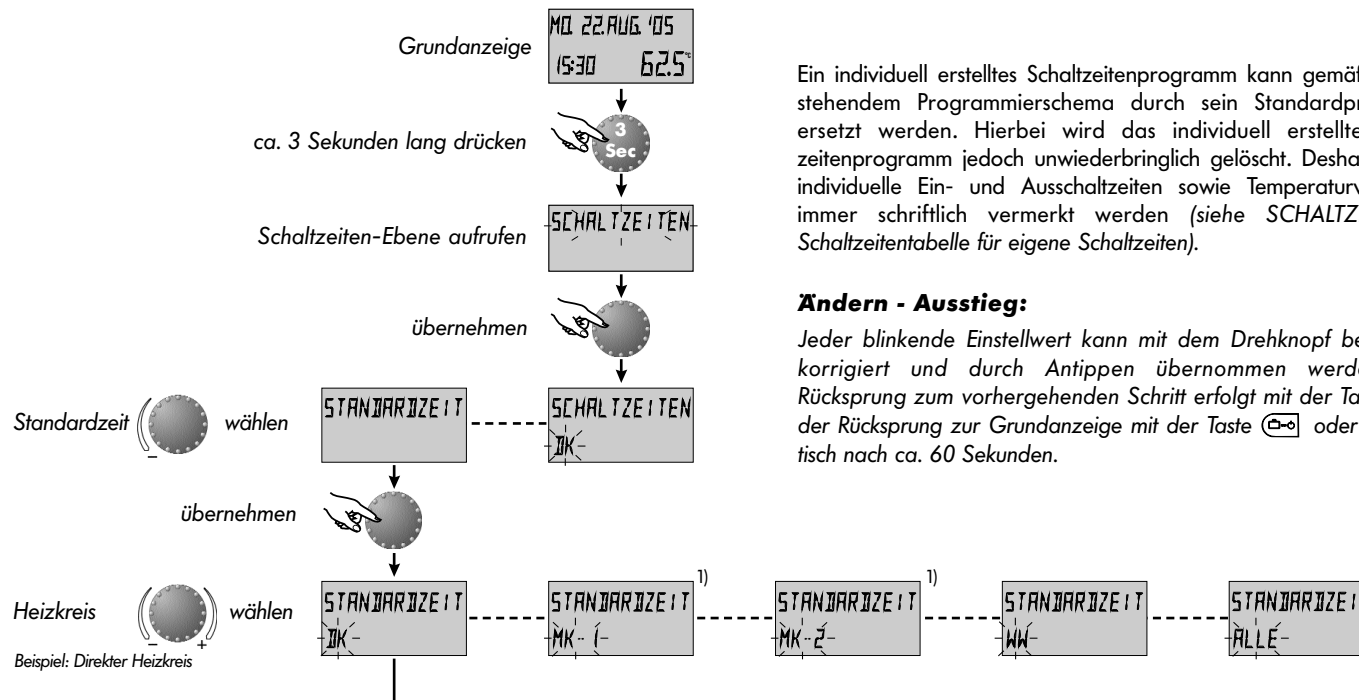 MO. 22.AUG. '05
Grundanzeige
15:30 62.5°
ca. 3 Sekunden lang drücken
3
Sec
Schaltzeiten-Ebene aufrufen
SCHALTZEITEN
übernehmen
Standardzeit
–
wählen
STANDARDZEIT
SCHALTZEITEN
DK
übernehmen
Heizkreis
– +
wählen
Beispiel: Direkter Heizkreis
STANDARDZEIT
DK
STANDARDZEIT 1)
MK-1
STANDARDZEIT 1)
MK-2
STANDARDZEIT
WW
STANDARDZEI
ALLE
Ein individuell erstelltes Schaltzeitenprogramm kann gemäß
stehendem Programmierschema durch sein Standardpr
ersetzt werden. Hierbei wird das individuell erstellte
zeitenprogramm jedoch unwiederbringlich gelöscht. Desha
individuelle Ein- und Ausschaltzeiten sowie Temperaturv
immer schriftlich vermerkt werden (siehe SCHALTZ
Schaltzeitentabelle für eigene Schaltzeiten).
Ändern - Ausstieg:
Jeder blinkende Einstellwert kann mit dem Drehknopf be
korrigiert und durch Antippen übernommen werde
Rücksprung zum vorhergehenden Schritt erfolgt mit der Ta
der Rücksprung zur Grundanzeige mit der Taste oder
tisch nach ca. 60 Sekunden.